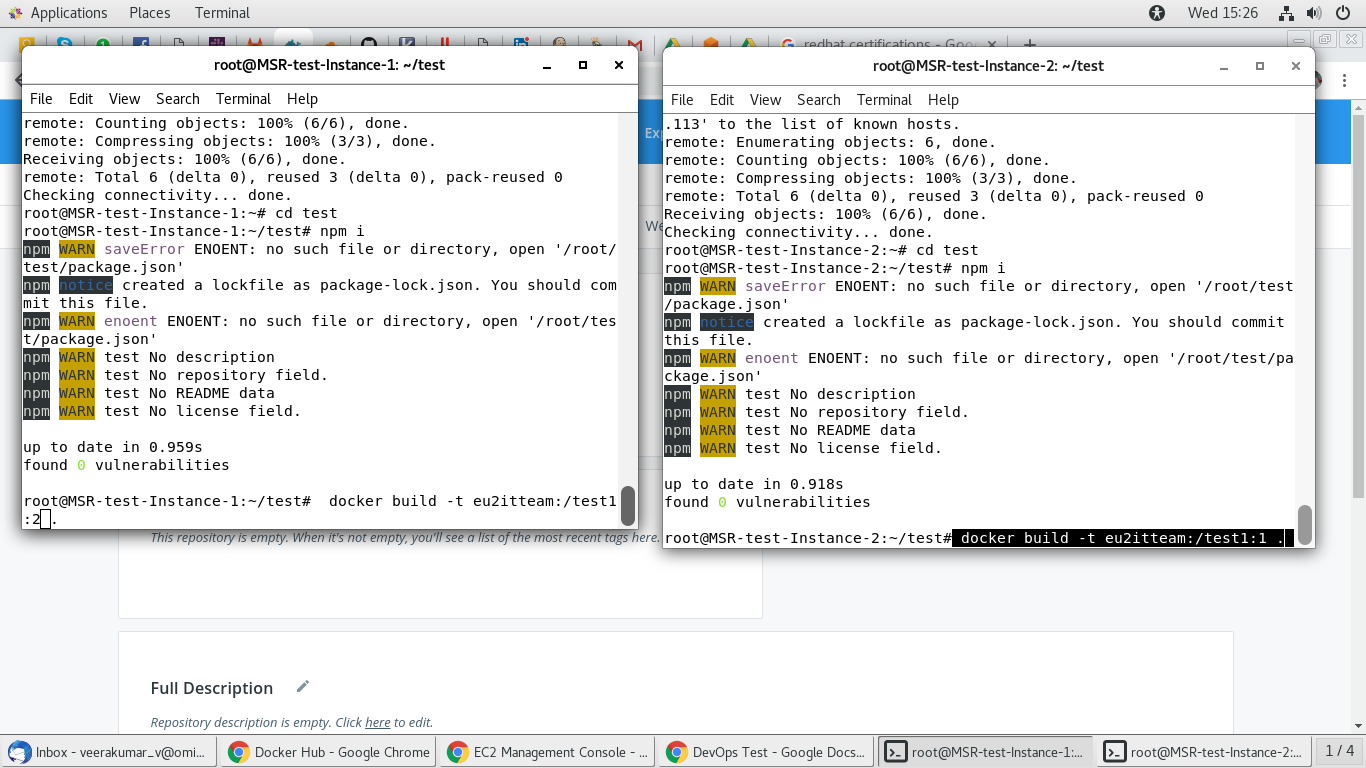 Applications Places Terminal Wed 15:26
redhat certifications - Goo
root@MSR-test-Instance-1: ~/test
File Edit View Search Terminal Help
remote: Counting objects: 100% (6/6), done.
remote: Compressing objects: 100% (3/3), done.
Receiving objects: 100% (6/6), done.
remote: Total 6 (delta 0), reused 3 (delta 0), pack-reused 0
Checking connectivity... done.
root@MSR-test-Instance-1:~# cd test
root@MSR-test-Instance-1:~/test# npm i
npm WARN saveError ENOENT: no such file or directory, open '/root/
test/package.json'
npm notice created a lockfile as package-lock.json. You should com
mit this file.
npm WARN enoent ENOENT: no such file or directory, open '/root/tes
t/package.json'
npm WARN test No description
npm WARN test No repository field.
npm WARN test No README data
npm WARN test No license field.
up to date in 0.959s
found 0 vulnerabilities
root@MSR-test-Instance-1:~/test#  docker build -t eu2itteam:/test1
:2 .
root@MSR-test-Instance-2: ~/test
File Edit View Search Terminal Help
.113' to the list of known hosts.
remote: Enumerating objects: 6, done.
remote: Counting objects: 100% (6/6), done.
remote: Compressing objects: 100% (3/3), done.
remote: Total 6 (delta 0), reused 3 (delta 0), pack-reused 0
Receiving objects: 100% (6/6), done.
Checking connectivity... done.
root@MSR-test-Instance-2:~# cd test
root@MSR-test-Instance-2:~/test# npm i
npm WARN saveError ENOENT: no such file or directory, open '/root/test
/package.json'
npm notice created a lockfile as package-lock.json. You should commit
this file.
npm WARN enoent ENOENT: no such file or directory, open '/root/test/pa
ckage.json'
npm WARN test No description
npm WARN test No repository field.
npm WARN test No README data
npm WARN test No license field.
up to date in 0.918s
found 0 vulnerabilities
root@MSR-test-Instance-2:~/test# docker build -t eu2itteam:/test1:1 .
Ex
We
This repository is empty. When it's not empty, you'll see a list of the most recent tags here.
Full Description
Repository description is empty. Click here to edit.
Inbox - veerakumar_v@omi... Docker Hub - Google Chrome EC2 Management Console - ... DevOps Test - Google Docs... root@MSR-test-Instance-1:... root@MSR-test-Instance-2:... 1 / 4